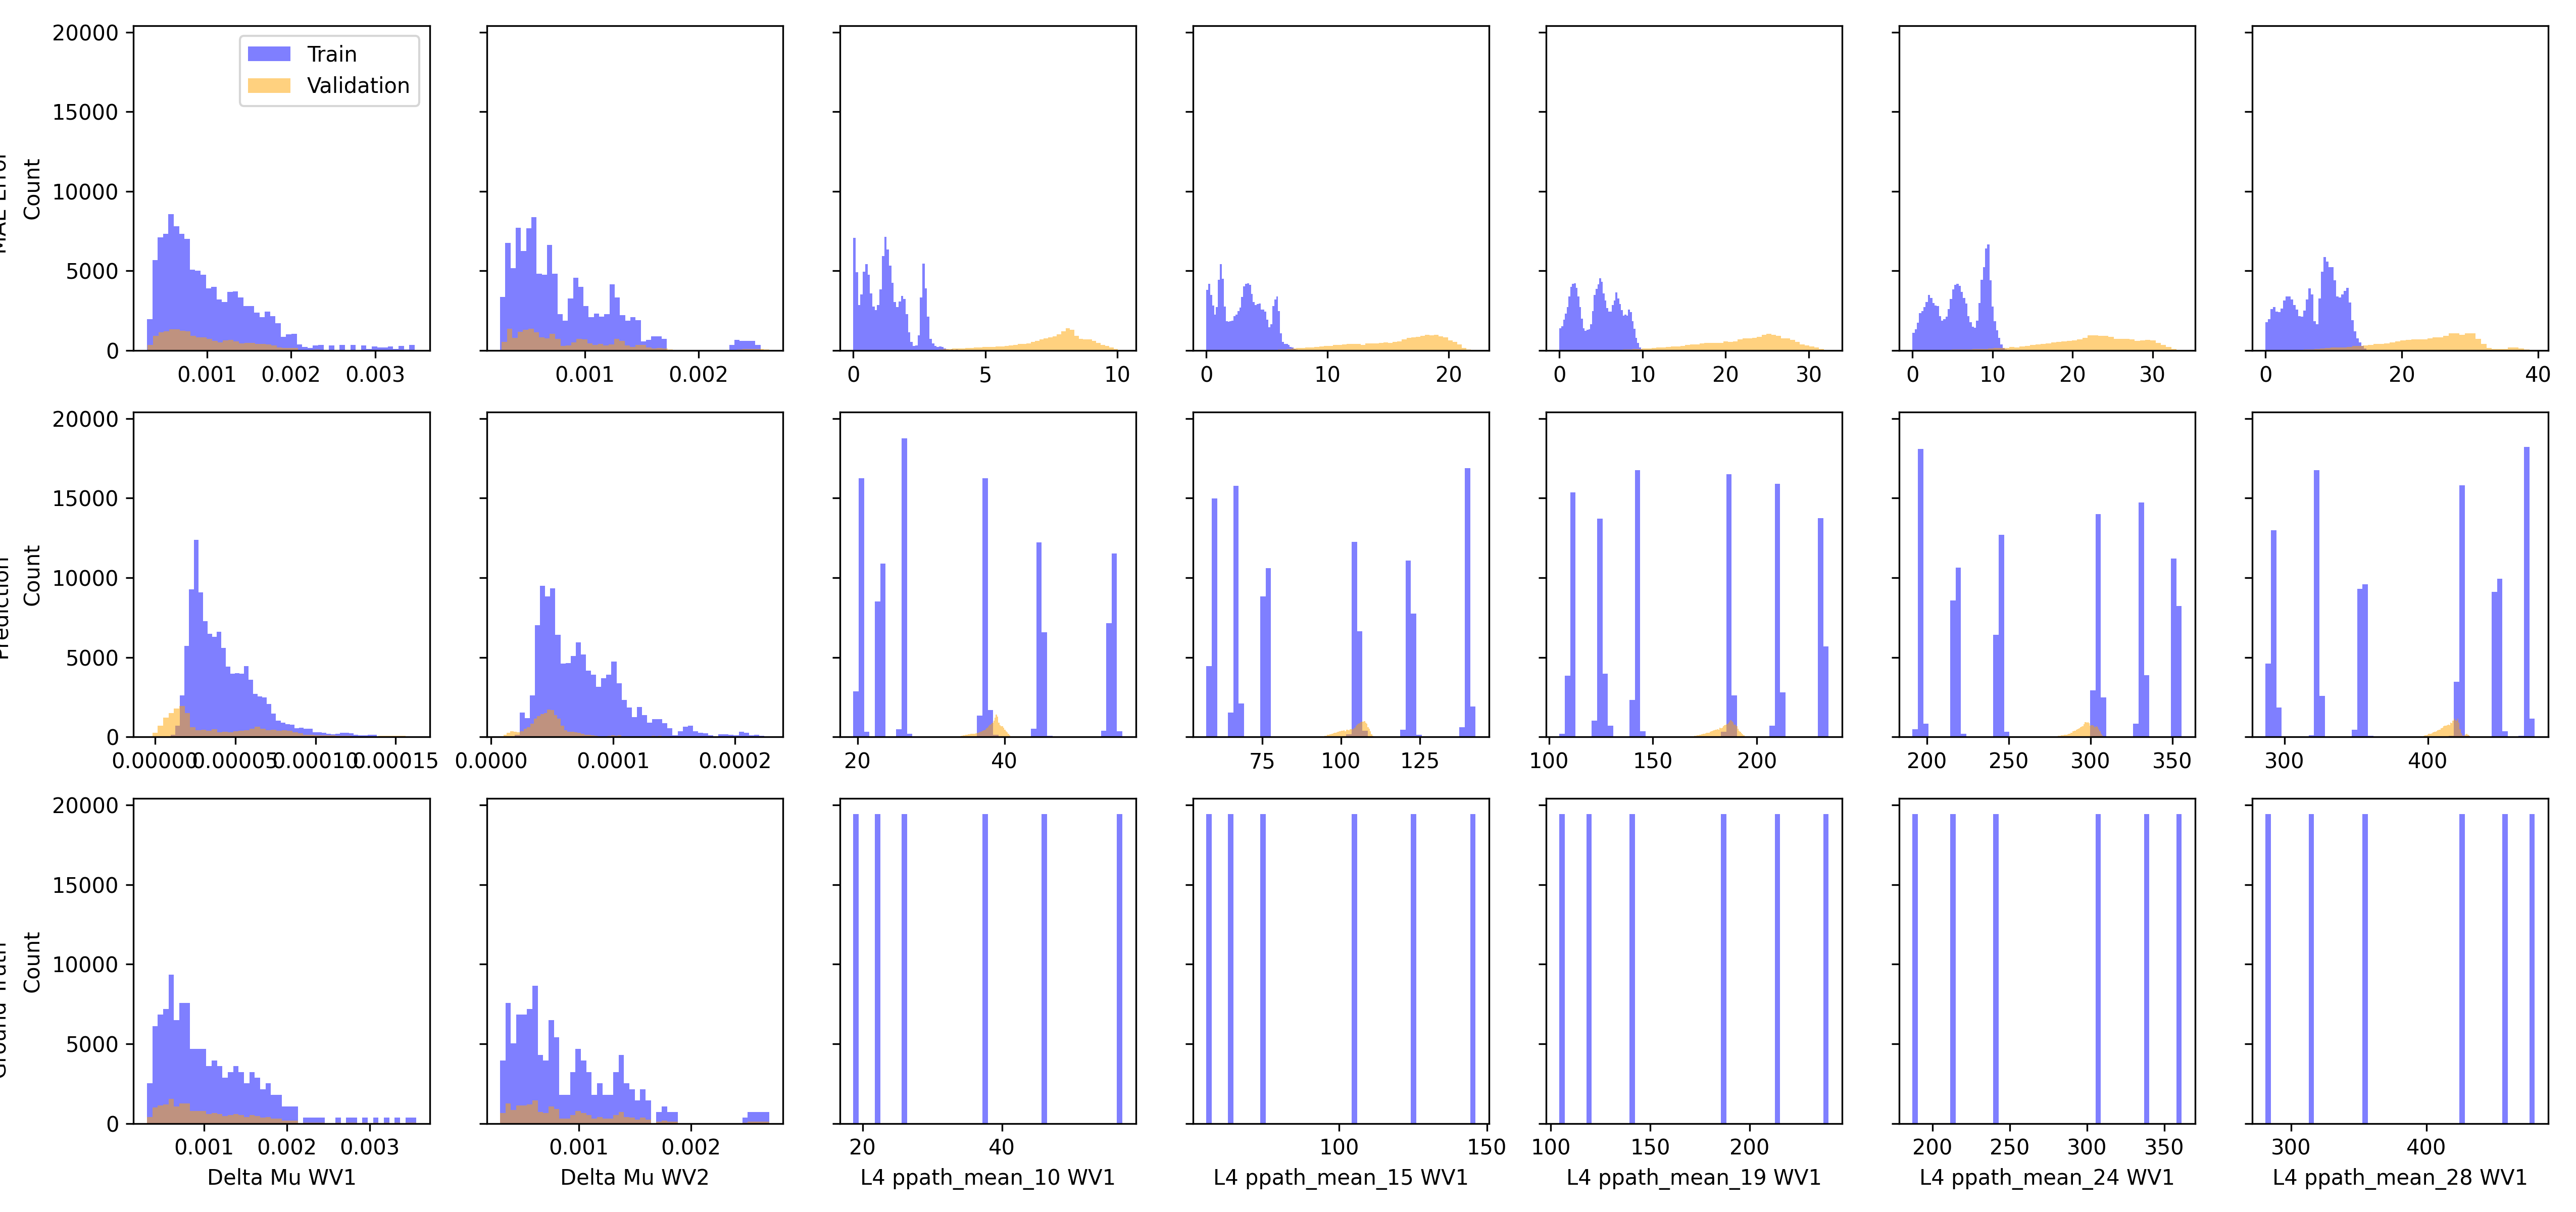 20000
15000
10000
5000
0
MAE Error
Count
Train
Validation
0.001 0.002 0.003
0.001 0.002
0 5 10
0 10 20
0 10 20 30
0 10 20 30
0 20 40
20000
15000
10000
5000
0
Prediction
Count
0.00000 0.00005 0.00010 0.00015
0.0000 0.0001 0.0002
20 40
75 100 125
100 150 200
200 250 300 350
300 400
20000
15000
10000
5000
0
Ground Truth
Count
0.001 0.002 0.003
0.001 0.002
20 40
100 150
100 150 200
200 250 300 350
300 400
Delta Mu WV1
Delta Mu WV2
L4 ppath_mean_10 WV1
L4 ppath_mean_15 WV1
L4 ppath_mean_19 WV1
L4 ppath_mean_24 WV1
L4 ppath_mean_28 WV1